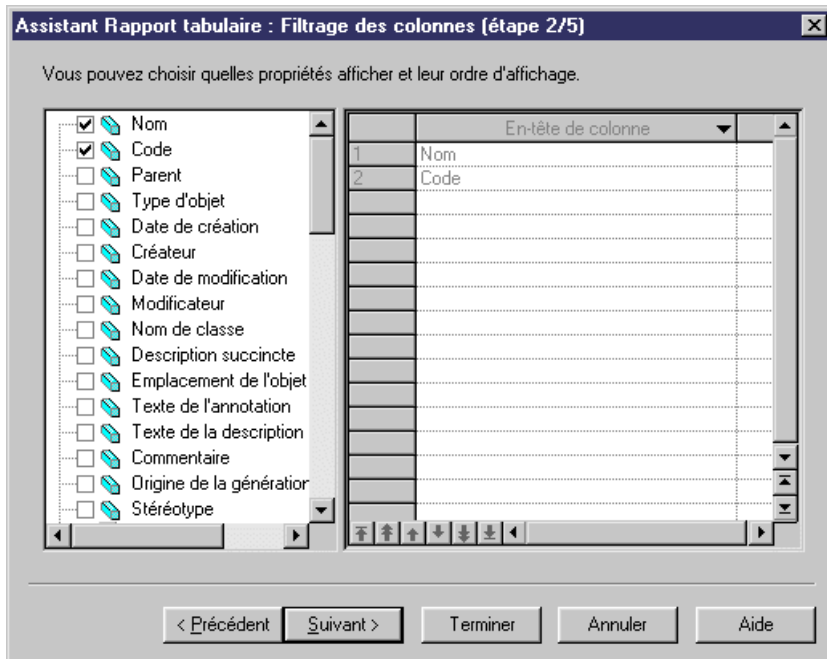 Assistant Rapport tabulaire : Filtrage des colonnes (étape 2/5)
Vous pouvez choisir quelles propriétés afficher et leur ordre d'affichage.
Nom
Code
Parent
Type d'objet
Date de création
Créateur
Date de modification
Modificateur
Nom de classe
Description succincte
Emplacement de l'objet
Texte de l'annotation
Texte de la description
Commentaire
Origine de la génération
Stéréotype
En-tête de colonne
1 Nom
2 Code
< Précédent
Suivant >
Terminer
Annuler
Aide